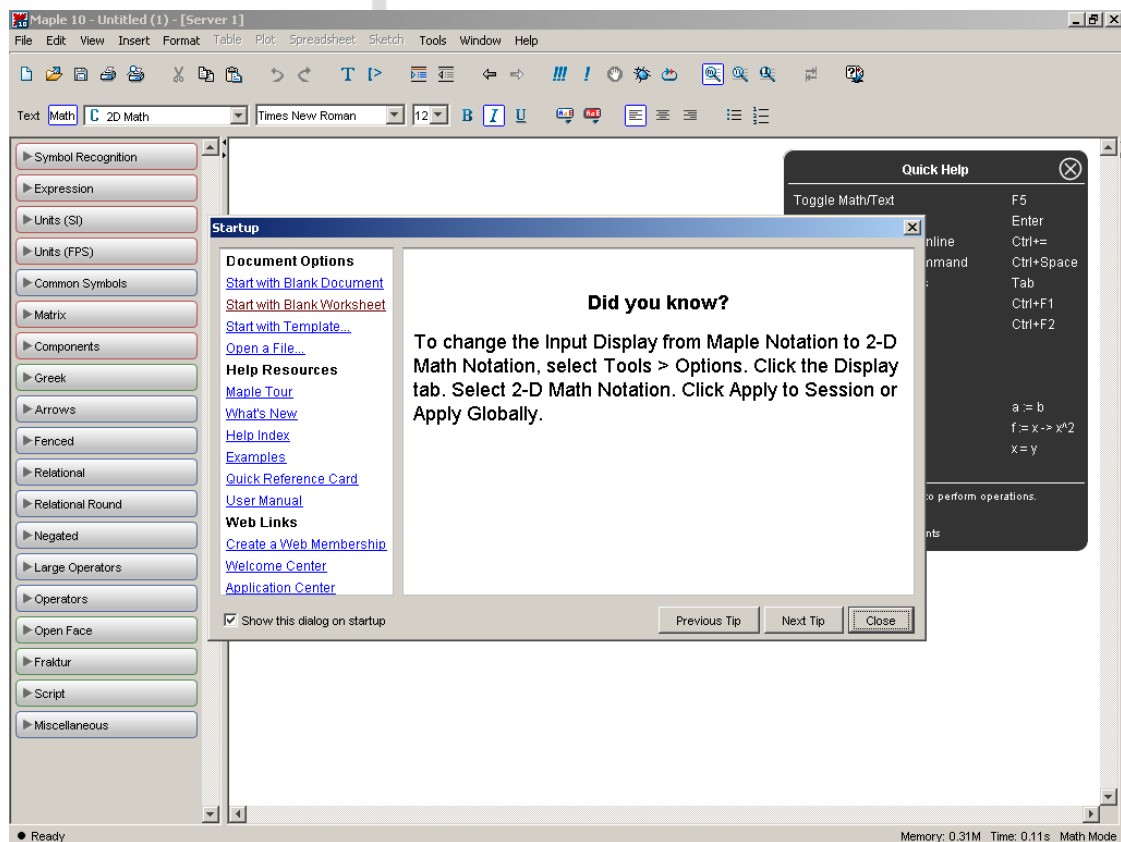 Maple 10 - Untitled (1) - [Server 1]
File Edit View Insert Format Table Plot Spreadsheet Sketch Tools Window Help
Text Math C 2D Math Times New Roman 12 B I U
Symbol Recognition
Expression
Units (SI)
Units (FPS)
Common Symbols
Matrix
Components
Greek
Arrows
Fenced
Relational
Relational Round
Negated
Large Operators
Operators
Open Face
Fraktur
Script
Miscellaneous
Startup
Document Options
Start with Blank Document
Start with Blank Worksheet
Start with Template...
Open a File...
Help Resources
Maple Tour
What's New
Help Index
Examples
Quick Reference Card
User Manual
Web Links
Create a Web Membership
Welcome Center
Application Center
Did you know?
To change the Input Display from Maple Notation to 2-D
Math Notation, select Tools > Options. Click the Display
tab. Select 2-D Math Notation. Click Apply to Session or
Apply Globally.
Show this dialog on startup
Previous Tip Next Tip Close
Quick Help
Toggle Math/Text F5
Enter
Ctrl+=
Ctrl+Space
Tab
Ctrl+F1
Ctrl+F2
a := b
f := x -> x^2
x = y
to perform operations.
Ready
Memory: 0.31M Time: 0.11s Math Mode